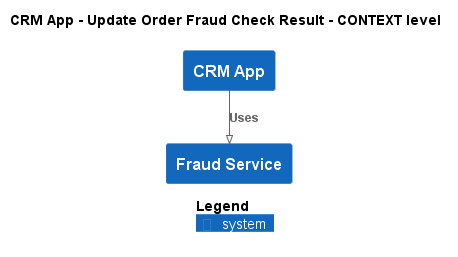 CRM App - Update Order Fraud Check Result - CONTEXT level
CRM App
Uses
Fraud Service
Legend
system